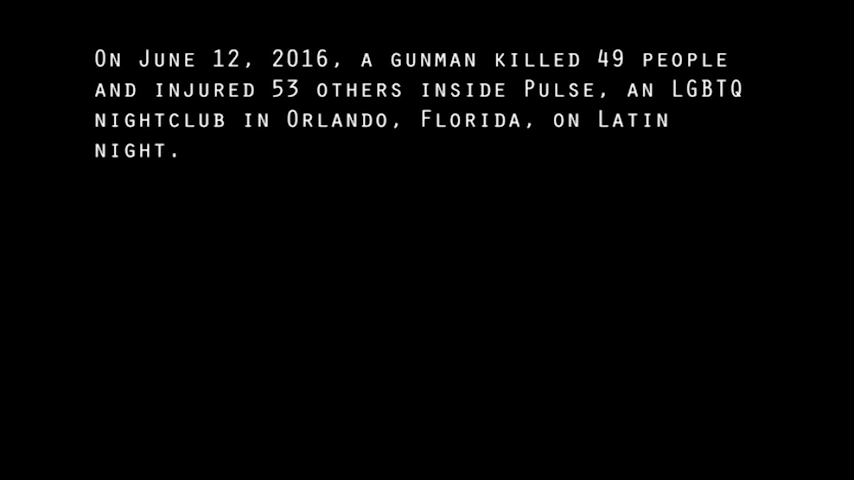 On June 12, 2016, a gunman killed 49 people
and injured 53 others inside Pulse, an LGBTQ
nightclub in Orlando, Florida, on Latin
night.